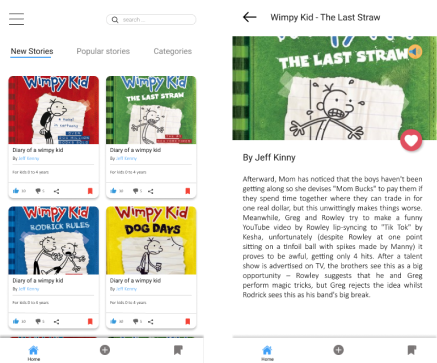 search...
New Stories
Popular stories
Categories
Wimpy Kid
Wimpy Kid
THE LAST STRAW
Diary of a wimpy kid
By Jeff Kinny
For kids 0 to 4 years
Diary of a wimpy kid
By Jeff Kinny
For kids 0 to 4 years
Wimpy Kid
RODRICK RULES
Wimpy Kid
DOG DAYS
Diary of a wimpy kid
By Jeff Kinny
For kids 0 to 4 years
Diary of a wimpy kid
By Jeff Kinny
For kids 0 to 4 years
Home
Wimpy Kid - The Last Straw
THE LAST STRAW
By Jeff Kinny
Afterward, Mom has noticed that the boys haven't been
getting along so she devises "Mom Bucks" to pay them if
they spend time together where they can trade in for
one real dollar, but this unwittingly makes things worse.
Meanwhile, Greg and Rowley try to make a funny
YouTube video by Rowley lip-syncing to "Tik Tok" by
Kesha, unfortunately (despite Rowley at one point
sitting on a tinfoil ball with spikes made by Manny) it
proves to be awful, getting only 4 hits. After a talent
show is advertised on TV, the brothers see this as a big
opportunity – Rowley suggests that he and Greg
perform magic tricks, but Greg rejects the idea whilst
Rodrick sees this as his band's big break.
Home